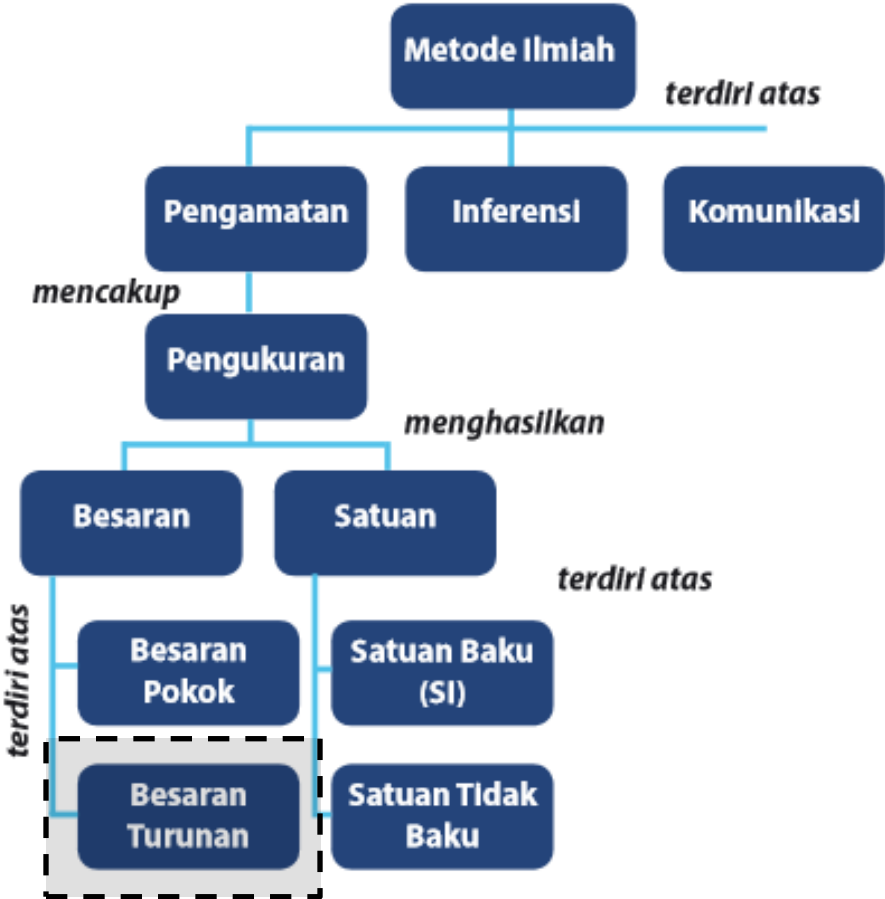 Metode Ilmiah
terdiri atas
Pengamatan
Inferensi
Komunikasi
mencakup
Pengukuran
menghasilkan
Besaran
Satuan
terdiri atas
terdiri atas
Besaran
Pokok
Satuan Baku
(SI)
Besaran
Turunan
Satuan Tidak
Baku